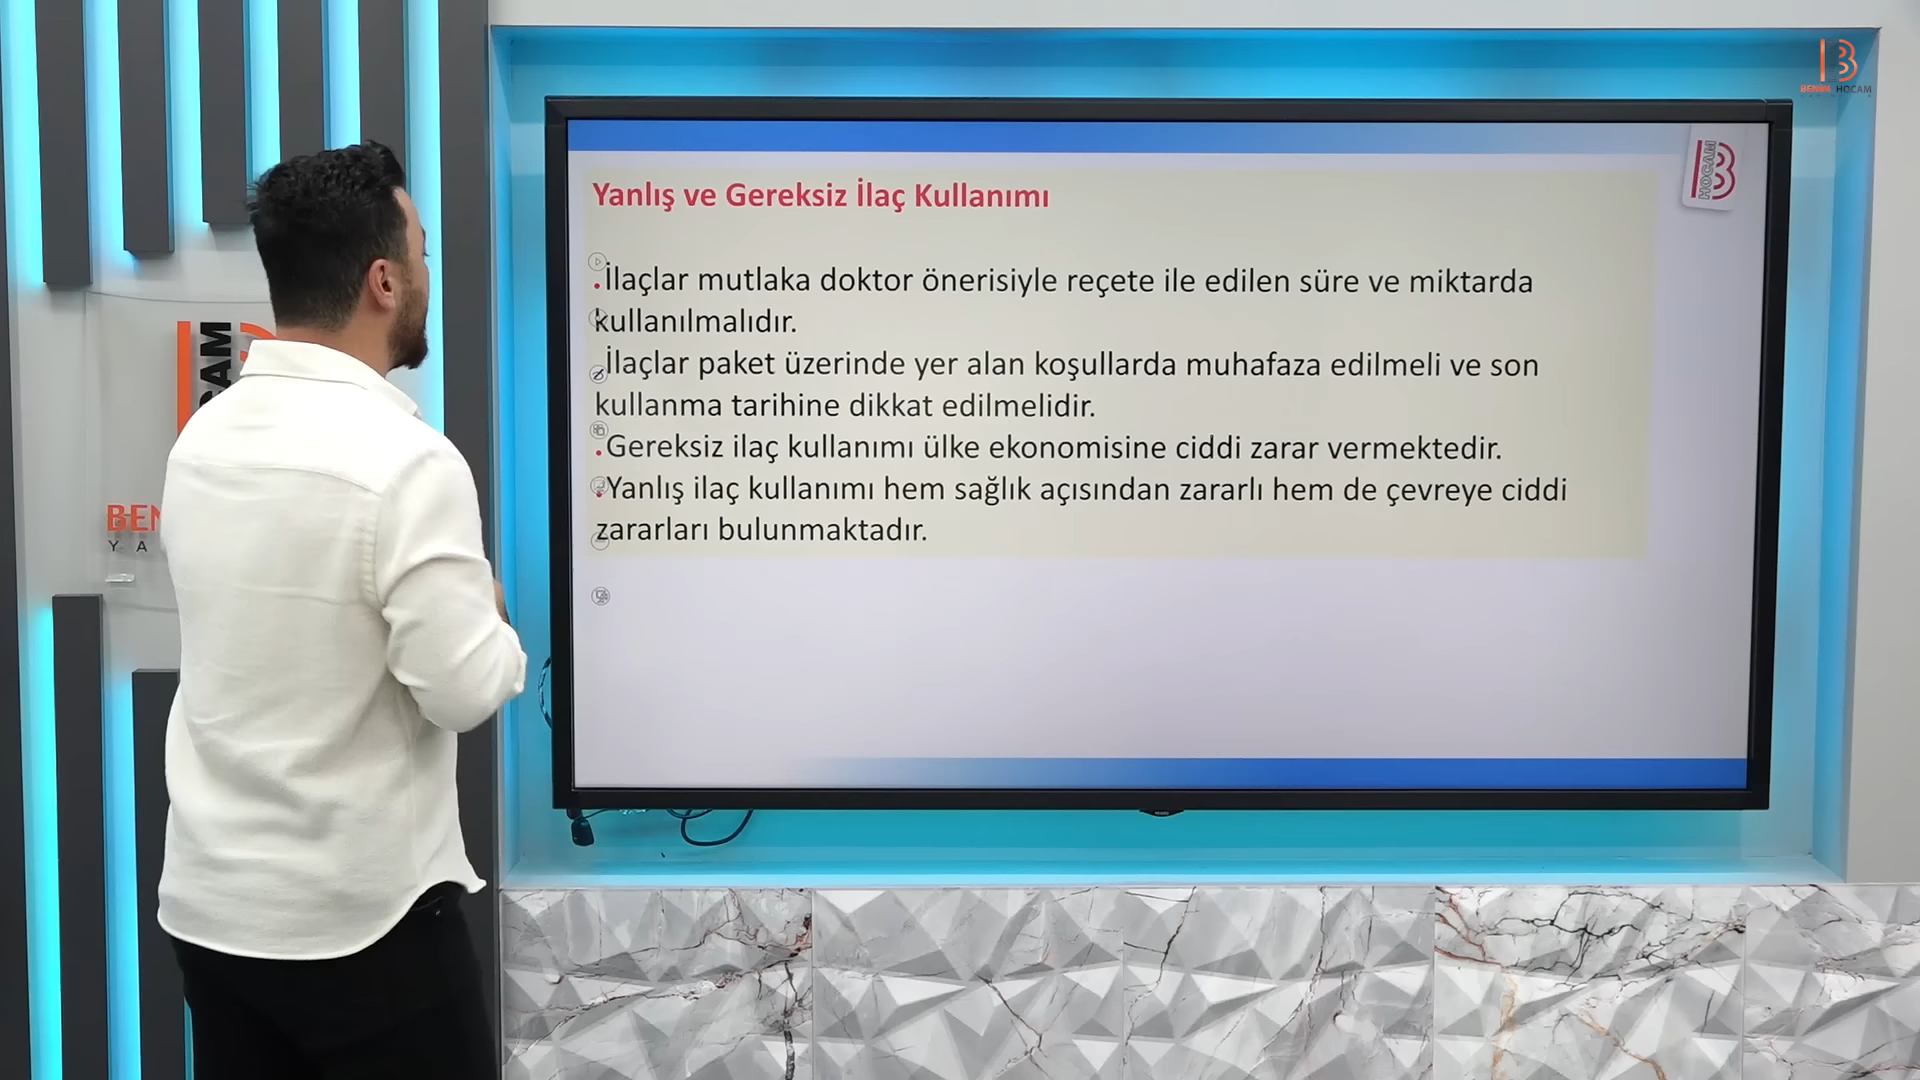 BENİM HOCAM
HOCAM
Yanlış ve Gereksiz İlaç Kullanımı
.İlaçlar mutlaka doktor önerisiyle reçete ile edilen süre ve miktarda
kullanılmalıdır.
.İlaçlar paket üzerinde yer alan koşullarda muhafaza edilmeli ve son
kullanma tarihine dikkat edilmelidir.
.Gereksiz ilaç kullanımı ülke ekonomisine ciddi zarar vermektedir.
.Yanlış ilaç kullanımı hem sağlık açısından zararlı hem de çevreye ciddi
zararları bulunmaktadır.